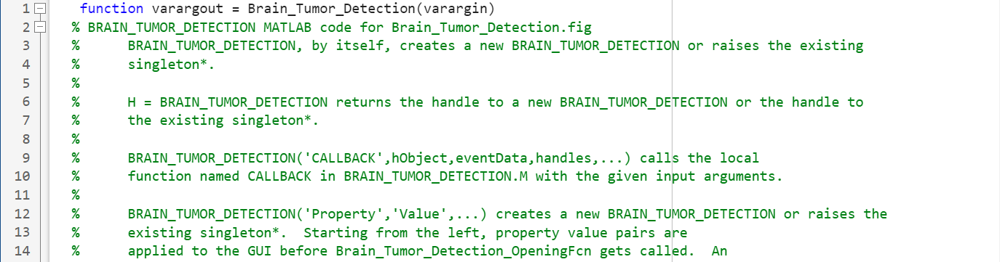 1 function varargout = Brain_Tumor_Detection(varargin)
2 % BRAIN_TUMOR_DETECTION MATLAB code for Brain_Tumor_Detection.fig
3 %      BRAIN_TUMOR_DETECTION, by itself, creates a new BRAIN_TUMOR_DETECTION or raises the existing
4 %      singleton*.
5 %
6 %      H = BRAIN_TUMOR_DETECTION returns the handle to a new BRAIN_TUMOR_DETECTION or the handle to
7 %      the existing singleton*.
8 %
9 %      BRAIN_TUMOR_DETECTION('CALLBACK',hObject,eventData,handles,...) calls the local
10 %      function named CALLBACK in BRAIN_TUMOR_DETECTION.M with the given input arguments.
11 %
12 %      BRAIN_TUMOR_DETECTION('Property','Value',...) creates a new BRAIN_TUMOR_DETECTION or raises the
13 %      existing singleton*.  Starting from the left, property value pairs are
14 %      applied to the GUI before Brain_Tumor_Detection_OpeningFcn gets called.  An